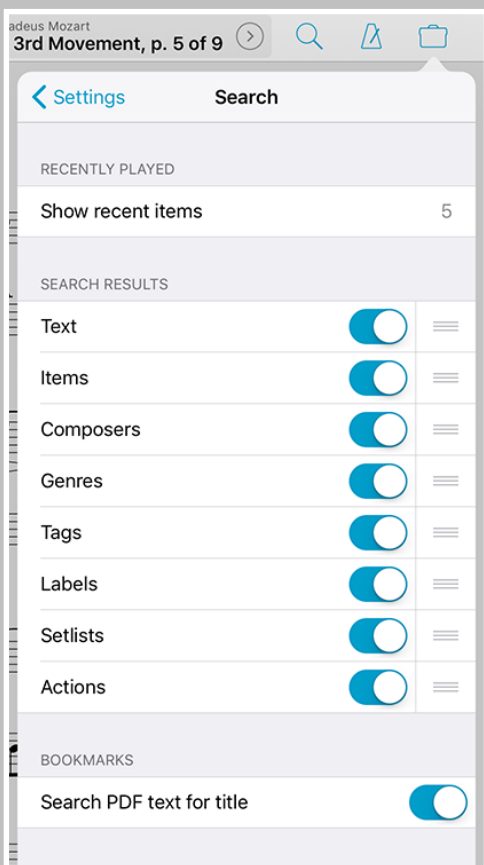 adeus Mozart
3rd Movement, p. 5 of 9
Settings
Search
RECENTLY PLAYED
Show recent items 5
SEARCH RESULTS
Text
Items
Composers
Genres
Tags
Labels
Setlists
Actions
BOOKMARKS
Search PDF text for title